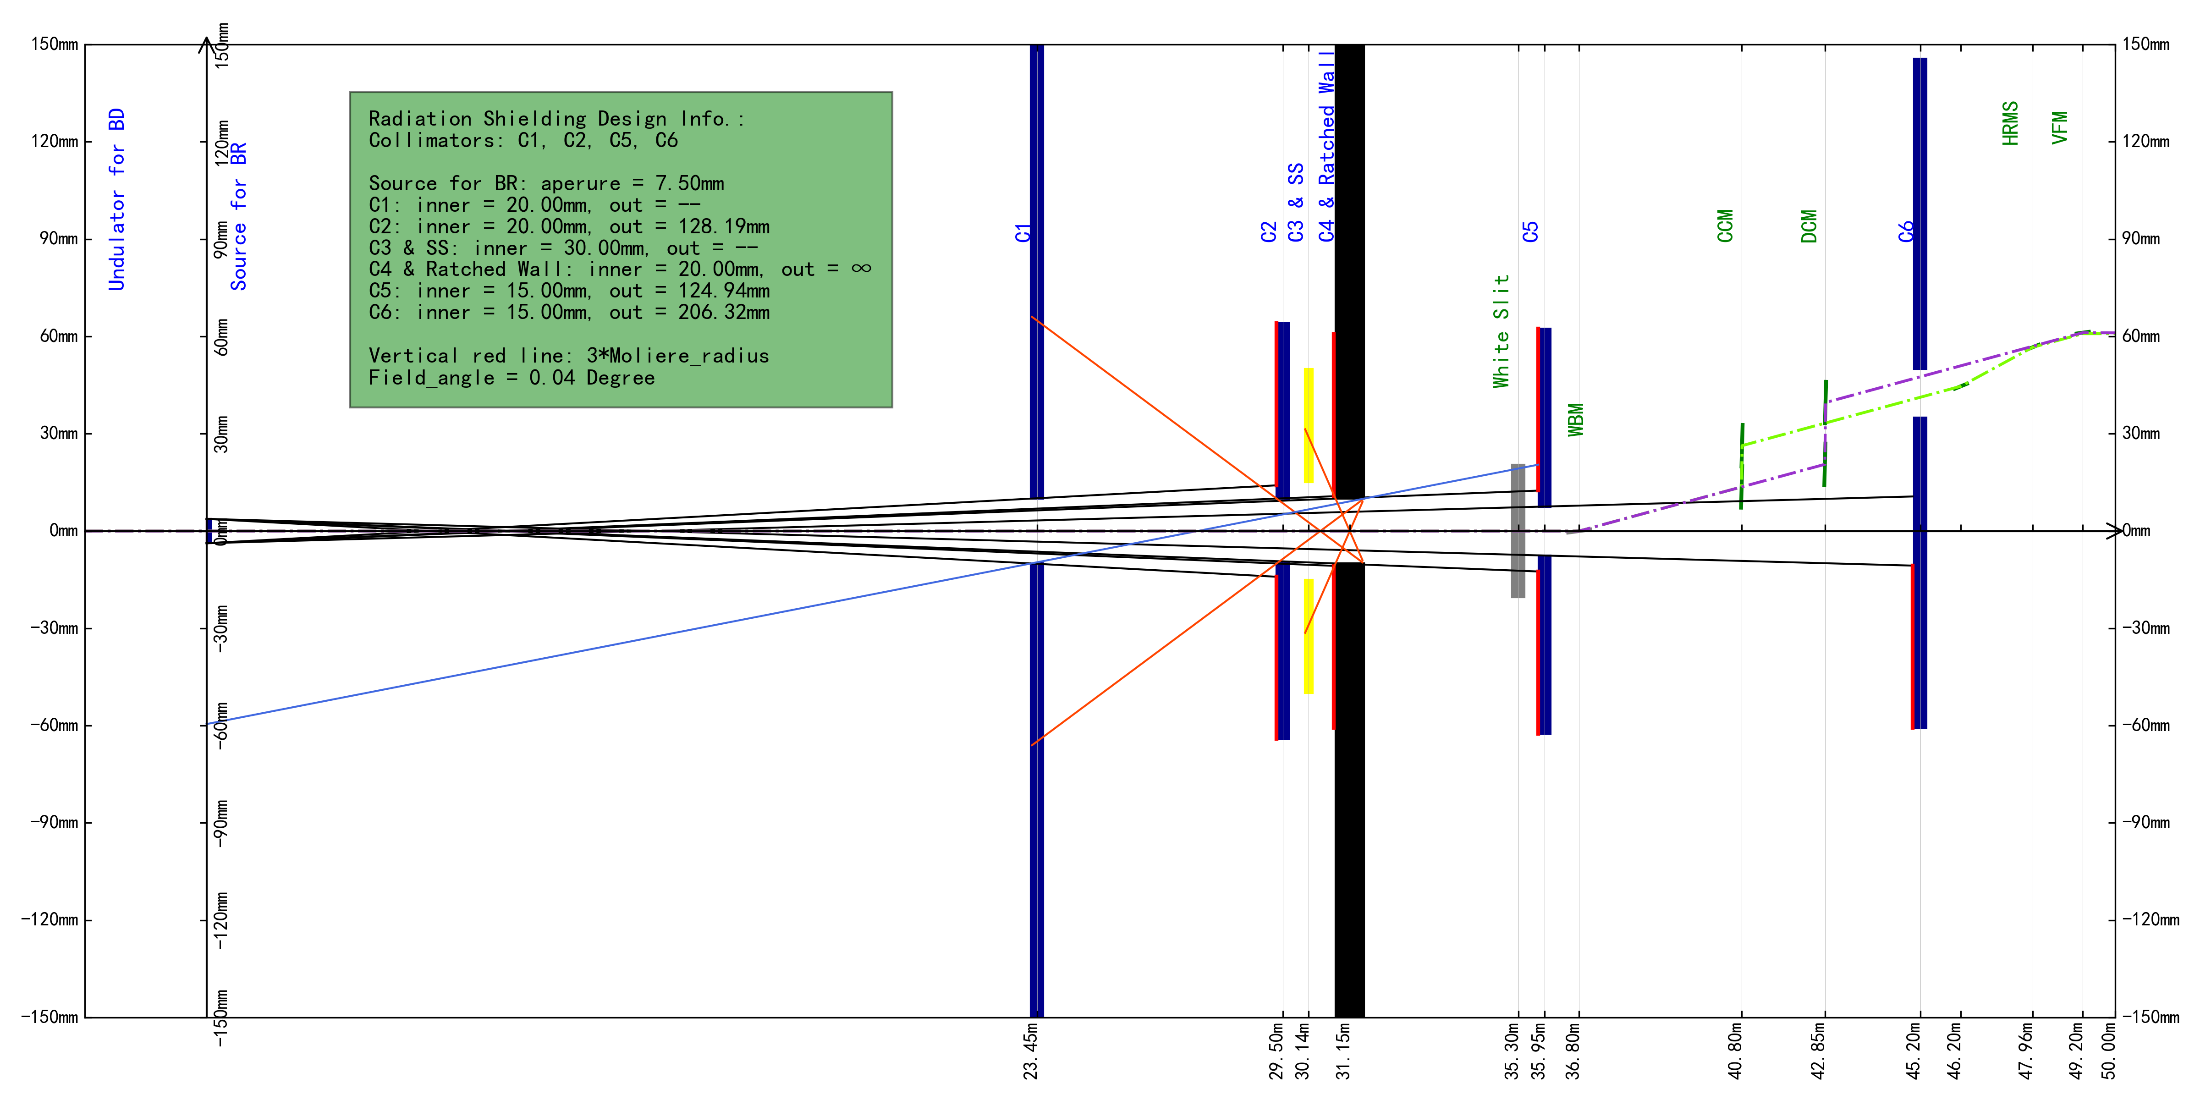 150mm
120mm
90mm
60mm
30mm
0mm
−30mm
−60mm
−90mm
−120mm
−150mm
Undulator for BD
150mm
120mm
90mm
60mm
30mm
0mm
−30mm
−60mm
−90mm
−120mm
−150mm
Source for BR
Radiation Shielding Design Info.:
Collimators: C1, C2, C5, C6
Source for BR: aperure = 7.50mm
C1: inner = 20.00mm, out = −−
C2: inner = 20.00mm, out = 128.19mm
C3 & SS: inner = 30.00mm, out = −−
C4 & Ratched Wall: inner = 20.00mm, out = ∞
C5: inner = 15.00mm, out = 124.94mm
C6: inner = 15.00mm, out = 206.32mm
Vertical red line: 3*Moliere_radius
Field_angle = 0.04 Degree
C1
C2
C3 & SS
C4 & Ratched Wall
White Slit
C5
WBM
CCM
DCM
C6
HRMS
VFM
150mm
120mm
90mm
60mm
30mm
0mm
−30mm
−60mm
−90mm
−120mm
−150mm
23.45m
29.50m
30.14m
31.15m
35.30m
35.95m
36.80m
40.80m
42.85m
45.20m
46.20m
47.96m
49.20m
50.00m